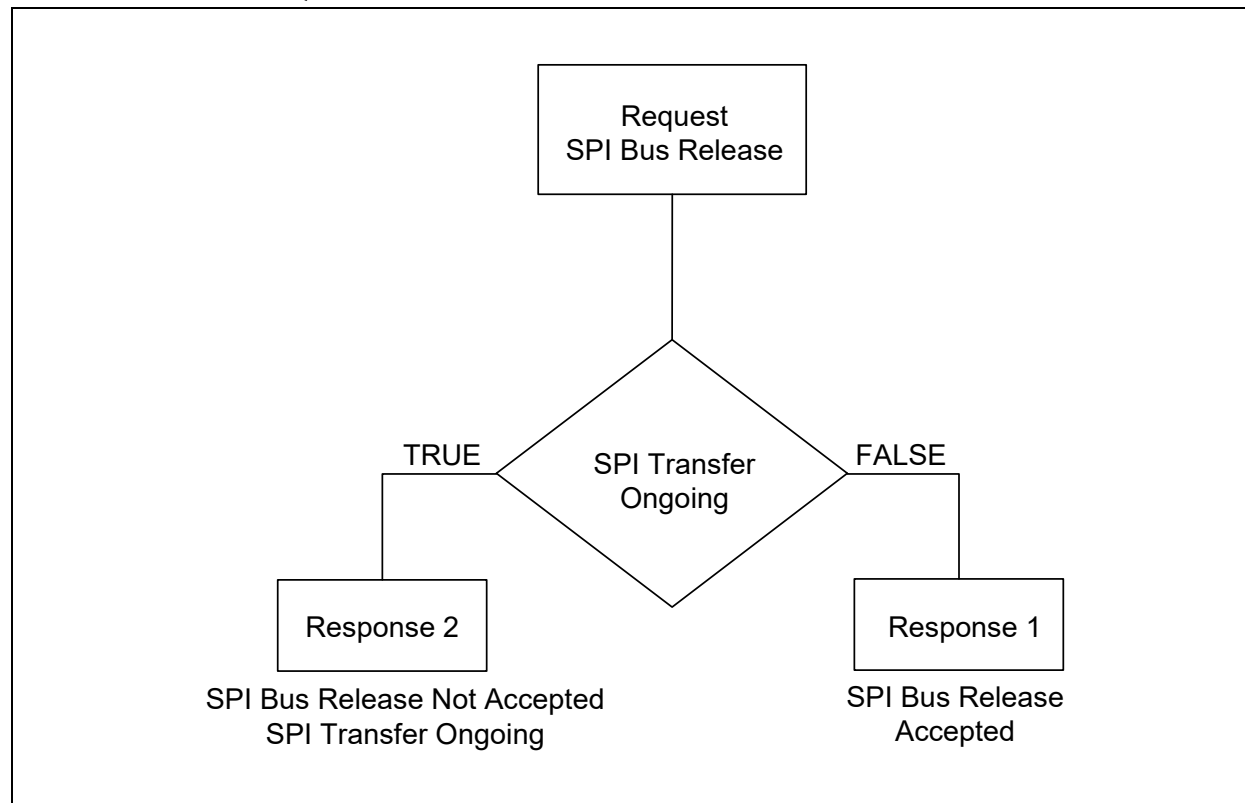 Request
SPI Bus Release
TRUE
SPI Transfer
Ongoing
FALSE
Response 2
SPI Bus Release Not Accepted
SPI Transfer Ongoing
Response 1
SPI Bus Release
Accepted